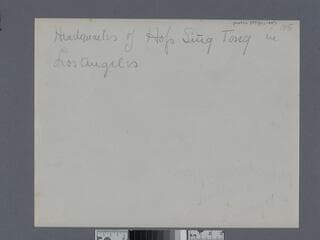 Headquarters of Hop Sing Tong in
Los Angeles